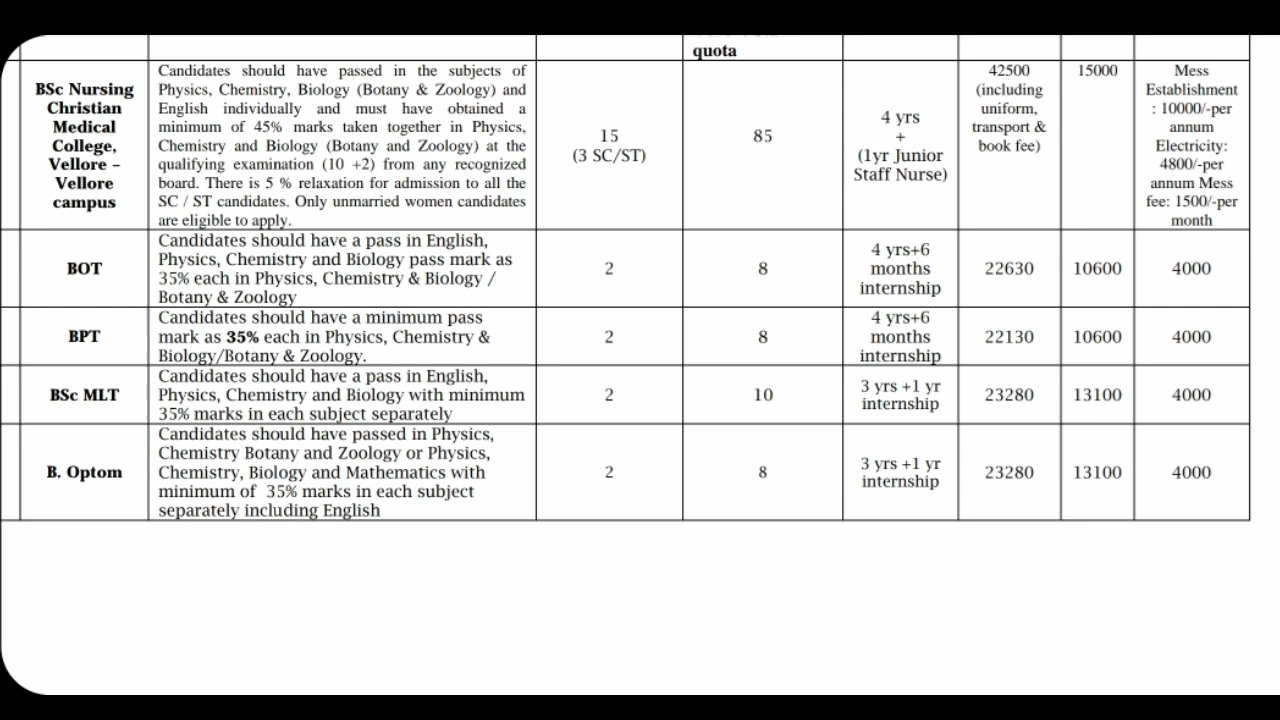 quota
BSc Nursing
Christian
Medical
College,
Vellore –
Vellore
campus
Candidates should have passed in the subjects of
Physics, Chemistry, Biology (Botany & Zoology) and
English individually and must have obtained a
minimum of 45% marks taken together in Physics,
Chemistry and Biology (Botany and Zoology) at the
qualifying examination (10 +2) from any recognized
board. There is 5 % relaxation for admission to all the
SC / ST candidates. Only unmarried women candidates
are eligible to apply.
15
(3 SC/ST)
85
4 yrs
+
(1yr Junior
Staff Nurse)
42500
(including
uniform,
transport &
book fee)
15000
Mess
Establishment
: 10000/-per
annum
Electricity:
4800/-per
annum Mess
fee: 1500/-per
month
BOT
Candidates should have a pass in English,
Physics, Chemistry and Biology pass mark as
35% each in Physics, Chemistry & Biology /
Botany & Zoology
2
8
4 yrs+6
months
internship
22630
10600
4000
BPT
Candidates should have a minimum pass
mark as 35% each in Physics, Chemistry &
Biology/Botany & Zoology.
2
8
4 yrs+6
months
internship
22130
10600
4000
BSc MLT
Candidates should have a pass in English,
Physics, Chemistry and Biology with minimum
35% marks in each subject separately
2
10
3 yrs +1 yr
internship
23280
13100
4000
B. Optom
Candidates should have passed in Physics,
Chemistry Botany and Zoology or Physics,
Chemistry, Biology and Mathematics with
minimum of 35% marks in each subject
separately including English
2
8
3 yrs +1 yr
internship
23280
13100
4000